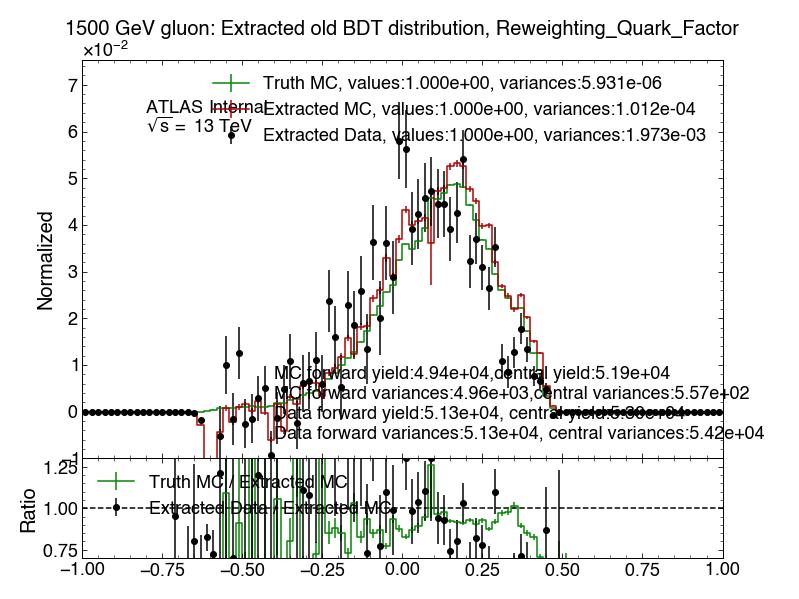 1500 GeV gluon: Extracted old BDT distribution, Reweighting_Quark_Factor
×10⁻²
Truth MC, values:1.000e+00, variances:5.931e-06
ATLAS Internal
Extracted MC, values:1.000e+00, variances:1.012e-04
√s = 13 TeV
Extracted Data, values:1.000e+00, variances:1.973e-03
7
6
5
4
3
2
1
0
−1
Normalized
MC forward yield:4.94e+04,central yield:5.19e+04
MC forward variances:4.96e+03,central variances:5.57e+02
Data forward yield:5.13e+04, central
Data forward variances:5.13e+04, central variances:5.42e+04
1.25
1.00
0.75
Ratio
Truth MC / Extracted MC
Extracted Data / Extracted MC
−1.00 −0.75 −0.50 −0.25 0.00 0.25 0.50 0.75 1.00